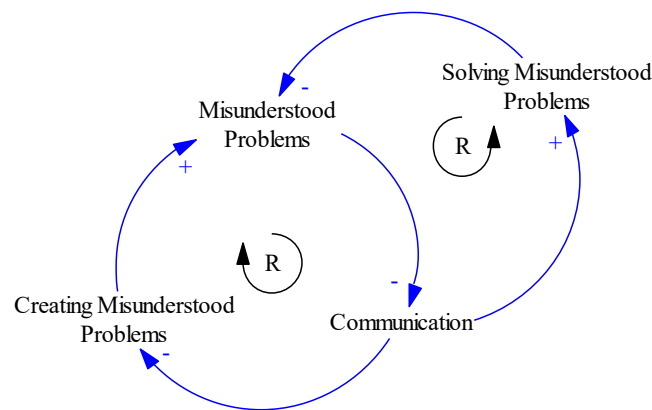 Solving Misunderstood
Problems
-
Misunderstood
Problems
+
R
+
R
-
Creating Misunderstood
Problems
Communication
-